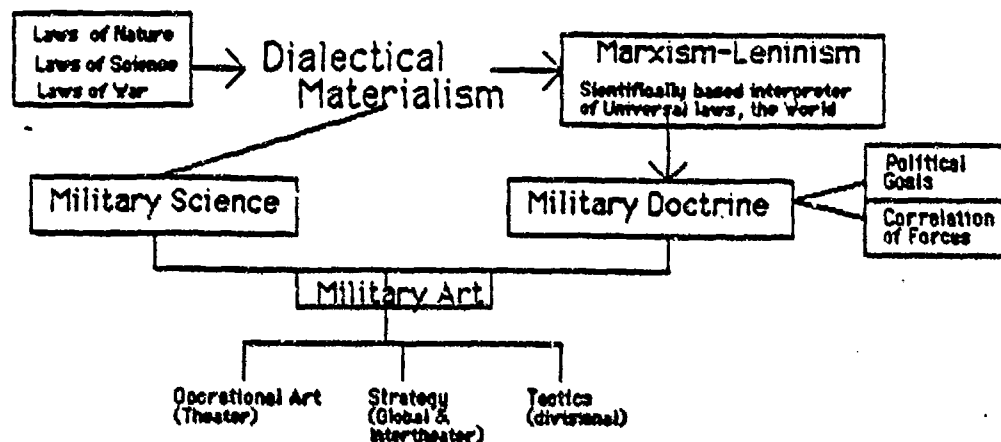 Laws of Nature
Laws of Science
Laws of War
Dialectical
Materialism
Marxism-Leninism
Sientifically based interpreter
of Universal laws, the world
Military Science
Military Doctrine
Political
Goals
Correlation
of Forces
Military Art
Operational Art
(Theater)
Strategy
(Global &
intertheater)
Tactics
(divisional)